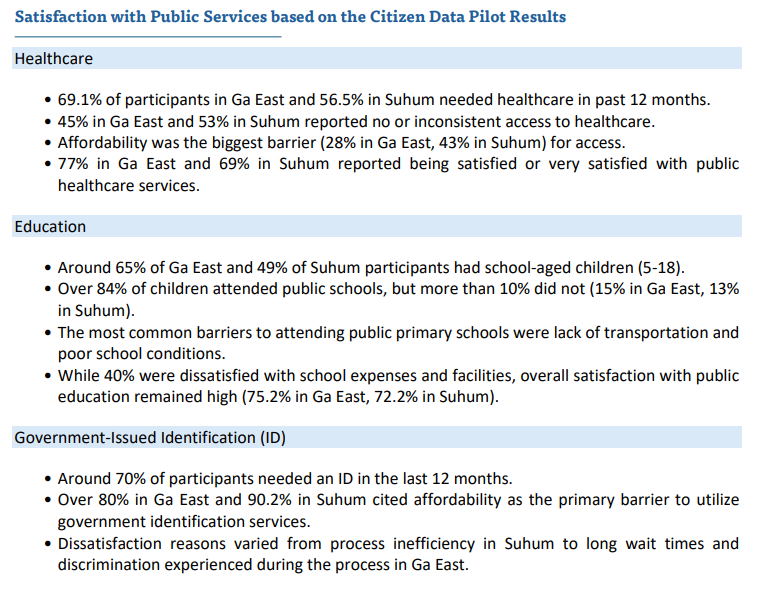 Satisfaction with Public Services based on the Citizen Data Pilot Results
Healthcare
• 69.1% of participants in Ga East and 56.5% in Suhum needed healthcare in past 12 months.
• 45% in Ga East and 53% in Suhum reported no or inconsistent access to healthcare.
• Affordability was the biggest barrier (28% in Ga East, 43% in Suhum) for access.
• 77% in Ga East and 69% in Suhum reported being satisfied or very satisfied with public
healthcare services.
Education
• Around 65% of Ga East and 49% of Suhum participants had school-aged children (5-18).
• Over 84% of children attended public schools, but more than 10% did not (15% in Ga East, 13%
in Suhum).
• The most common barriers to attending public primary schools were lack of transportation and
poor school conditions.
• While 40% were dissatisfied with school expenses and facilities, overall satisfaction with public
education remained high (75.2% in Ga East, 72.2% in Suhum).
Government-Issued Identification (ID)
• Around 70% of participants needed an ID in the last 12 months.
• Over 80% in Ga East and 90.2% in Suhum cited affordability as the primary barrier to utilize
government identification services.
• Dissatisfaction reasons varied from process inefficiency in Suhum to long wait times and
discrimination experienced during the process in Ga East.